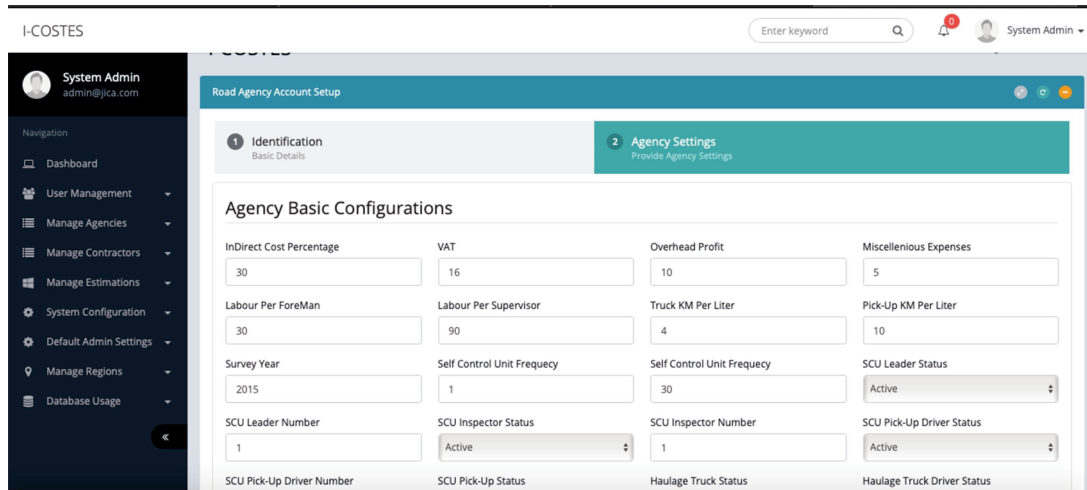 I-COSTES
Enter keyword
0
System Admin
I-COSTES
System Admin
admin@jica.com
Navigation
Dashboard
User Management
Manage Agencies
Manage Contractors
Manage Estimations
System Configuration
Default Admin Settings
Manage Regions
Database Usage
Road Agency Account Setup
1 Identification
Basic Details
2 Agency Settings
Provide Agency Settings
Agency Basic Configurations
InDirect Cost Percentage VAT Overhead Profit Miscellenious Expenses
30 16 10 5
Labour Per ForeMan Labour Per Supervisor Truck KM Per Liter Pick-Up KM Per Liter
30 90 4 10
Survey Year Self Control Unit Frequecy Self Control Unit Frequecy SCU Leader Status
2015 1 30 Active
SCU Leader Number SCU Inspector Status SCU Inspector Number SCU Pick-Up Driver Status
1 Active 1 Active
SCU Pick-Up Driver Number SCU Pick-Up Status Haulage Truck Status Haulage Truck Driver Status